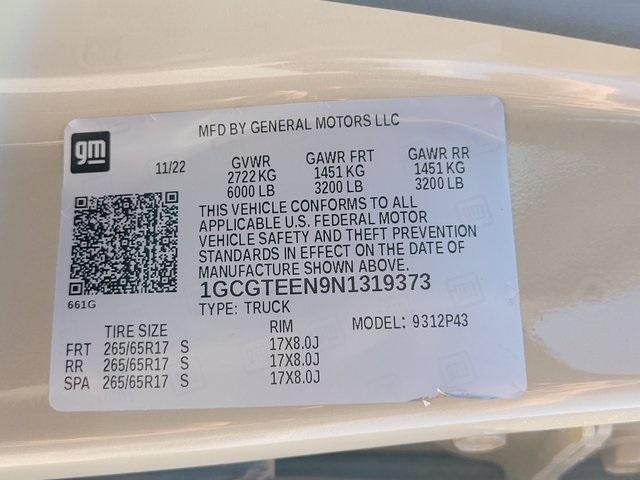 gm
MFD BY GENERAL MOTORS LLC
11/22 GVWR GAWR FRT GAWR RR
2722 KG 1451 KG 1451 KG
6000 LB 3200 LB 3200 LB
THIS VEHICLE CONFORMS TO ALL
APPLICABLE U.S. FEDERAL MOTOR
VEHICLE SAFETY AND THEFT PREVENTION
STANDARDS IN EFFECT ON THE DATE OF
MANUFACTURE SHOWN ABOVE.
1GCGTEEN9N1319373
661G
TYPE: TRUCK
TIRE SIZE RIM MODEL: 9312P43
FRT 265/65R17 S 17X8.0J
RR 265/65R17 S 17X8.0J
SPA 265/65R17 S 17X8.0J